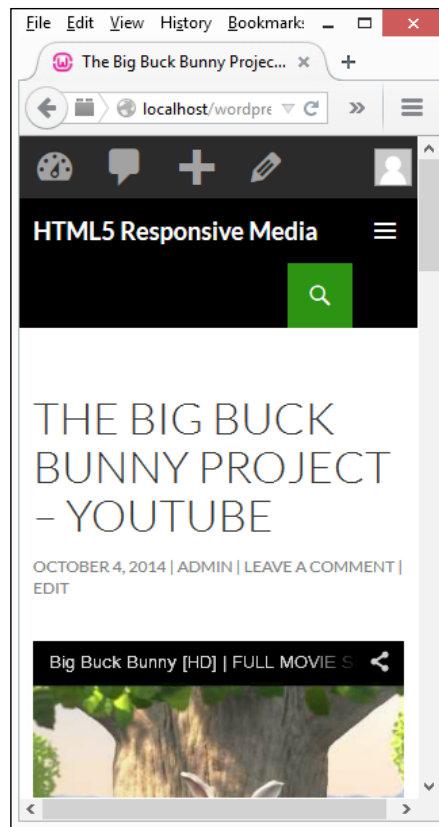 File Edit View History Bookmarks
The Big Buck Bunny Projec...
localhost/wordpre
HTML5 Responsive Media
THE BIG BUCK
BUNNY PROJECT
– YOUTUBE
OCTOBER 4, 2014 | ADMIN | LEAVE A COMMENT |
EDIT
Big Buck Bunny [HD] | FULL MOVIE S